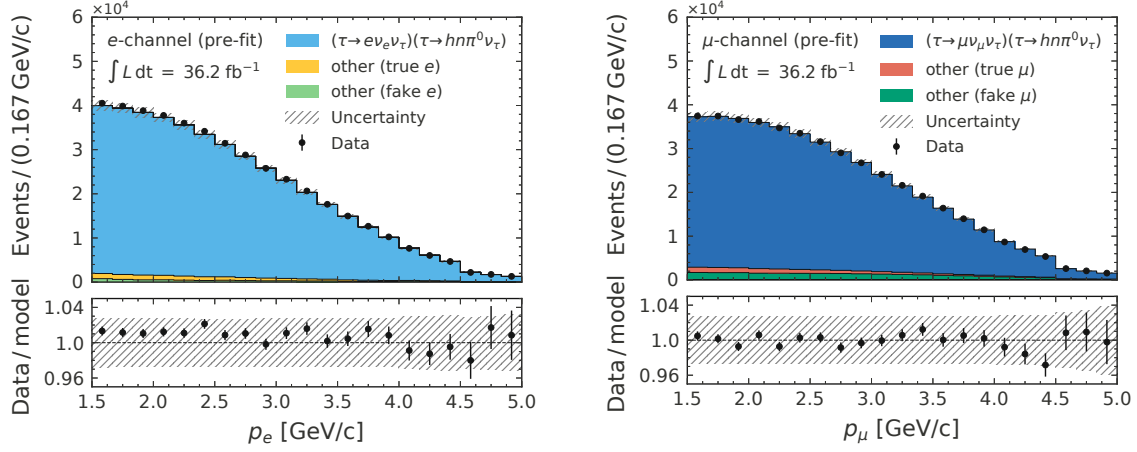 ×10⁴
e-channel (pre-fit)
∫ L dt = 36.2 fb⁻¹
(τ→eνₑν_τ)(τ→hnπ⁰ν_τ)
other (true e)
other (fake e)
Uncertainty
Data
Events / (0.167 GeV/c)
6
5
4
3
2
1
0
Data / model
1.04
1.0
0.96
1.5 2.0 2.5 3.0 3.5 4.0 4.5 5.0
pₑ [GeV/c]
×10⁴
μ-channel (pre-fit)
∫ L dt = 36.2 fb⁻¹
(τ→μν_μν_τ)(τ→hnπ⁰ν_τ)
other (true μ)
other (fake μ)
Uncertainty
Data
Events / (0.167 GeV/c)
6
5
4
3
2
1
0
Data / model
1.04
1.0
0.96
1.5 2.0 2.5 3.0 3.5 4.0 4.5 5.0
p_μ [GeV/c]